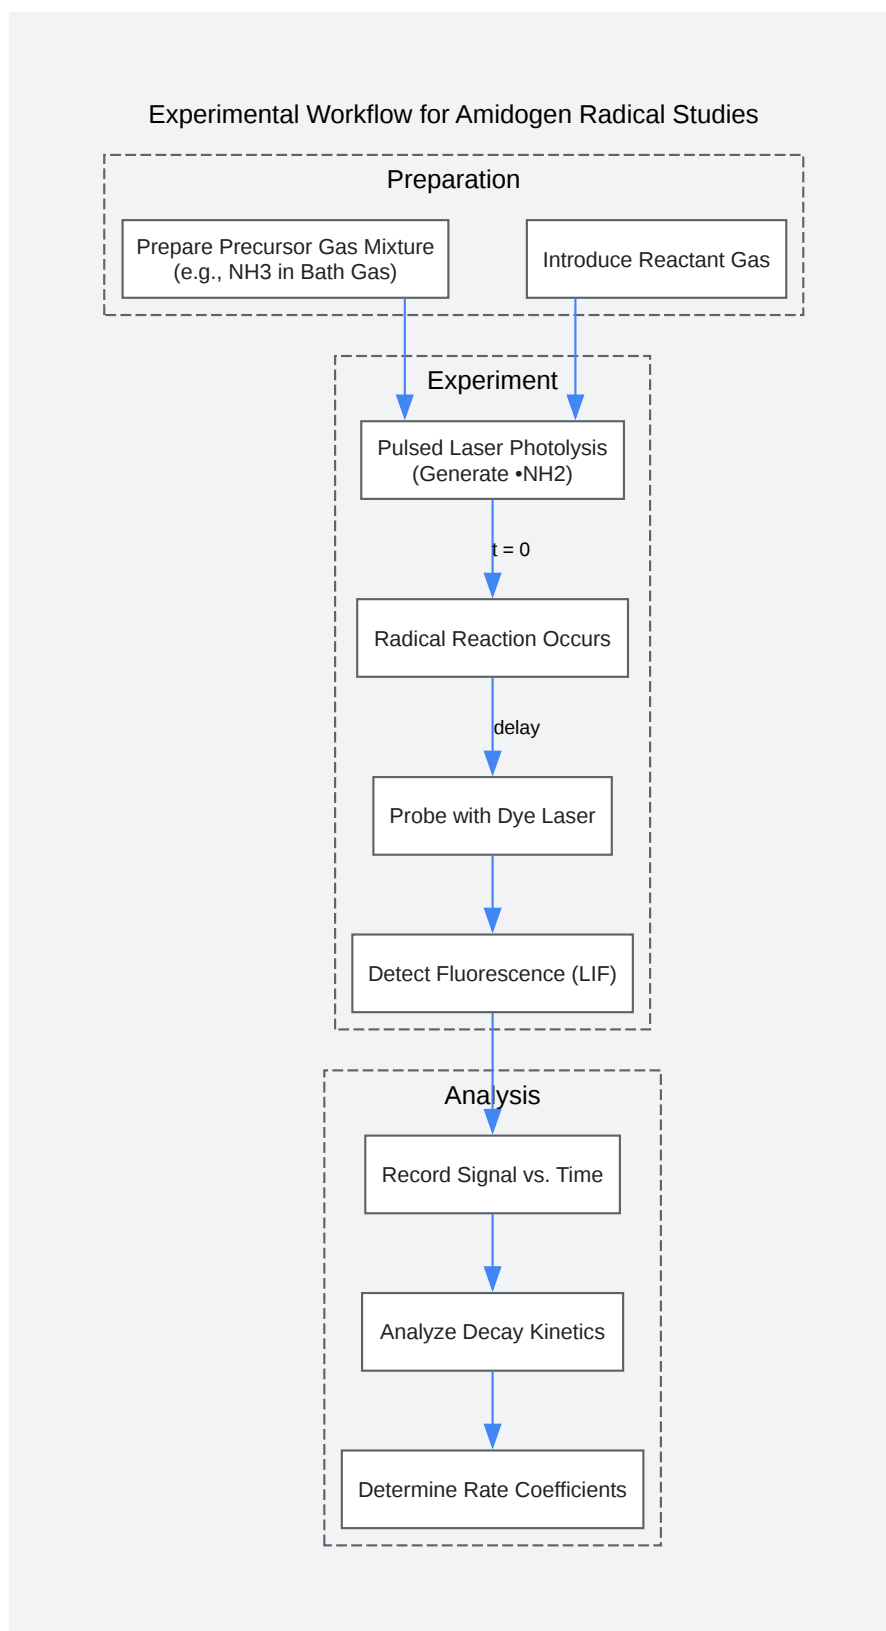 Experimental Workflow for Amidogen Radical Studies
Preparation
Prepare Precursor Gas Mixture
(e.g., NH3 in Bath Gas)
Introduce Reactant Gas
Experiment
Pulsed Laser Photolysis
(Generate •NH2)
t = 0
Radical Reaction Occurs
delay
Probe with Dye Laser
Detect Fluorescence (LIF)
Analysis
Record Signal vs. Time
Analyze Decay Kinetics
Determine Rate Coefficients